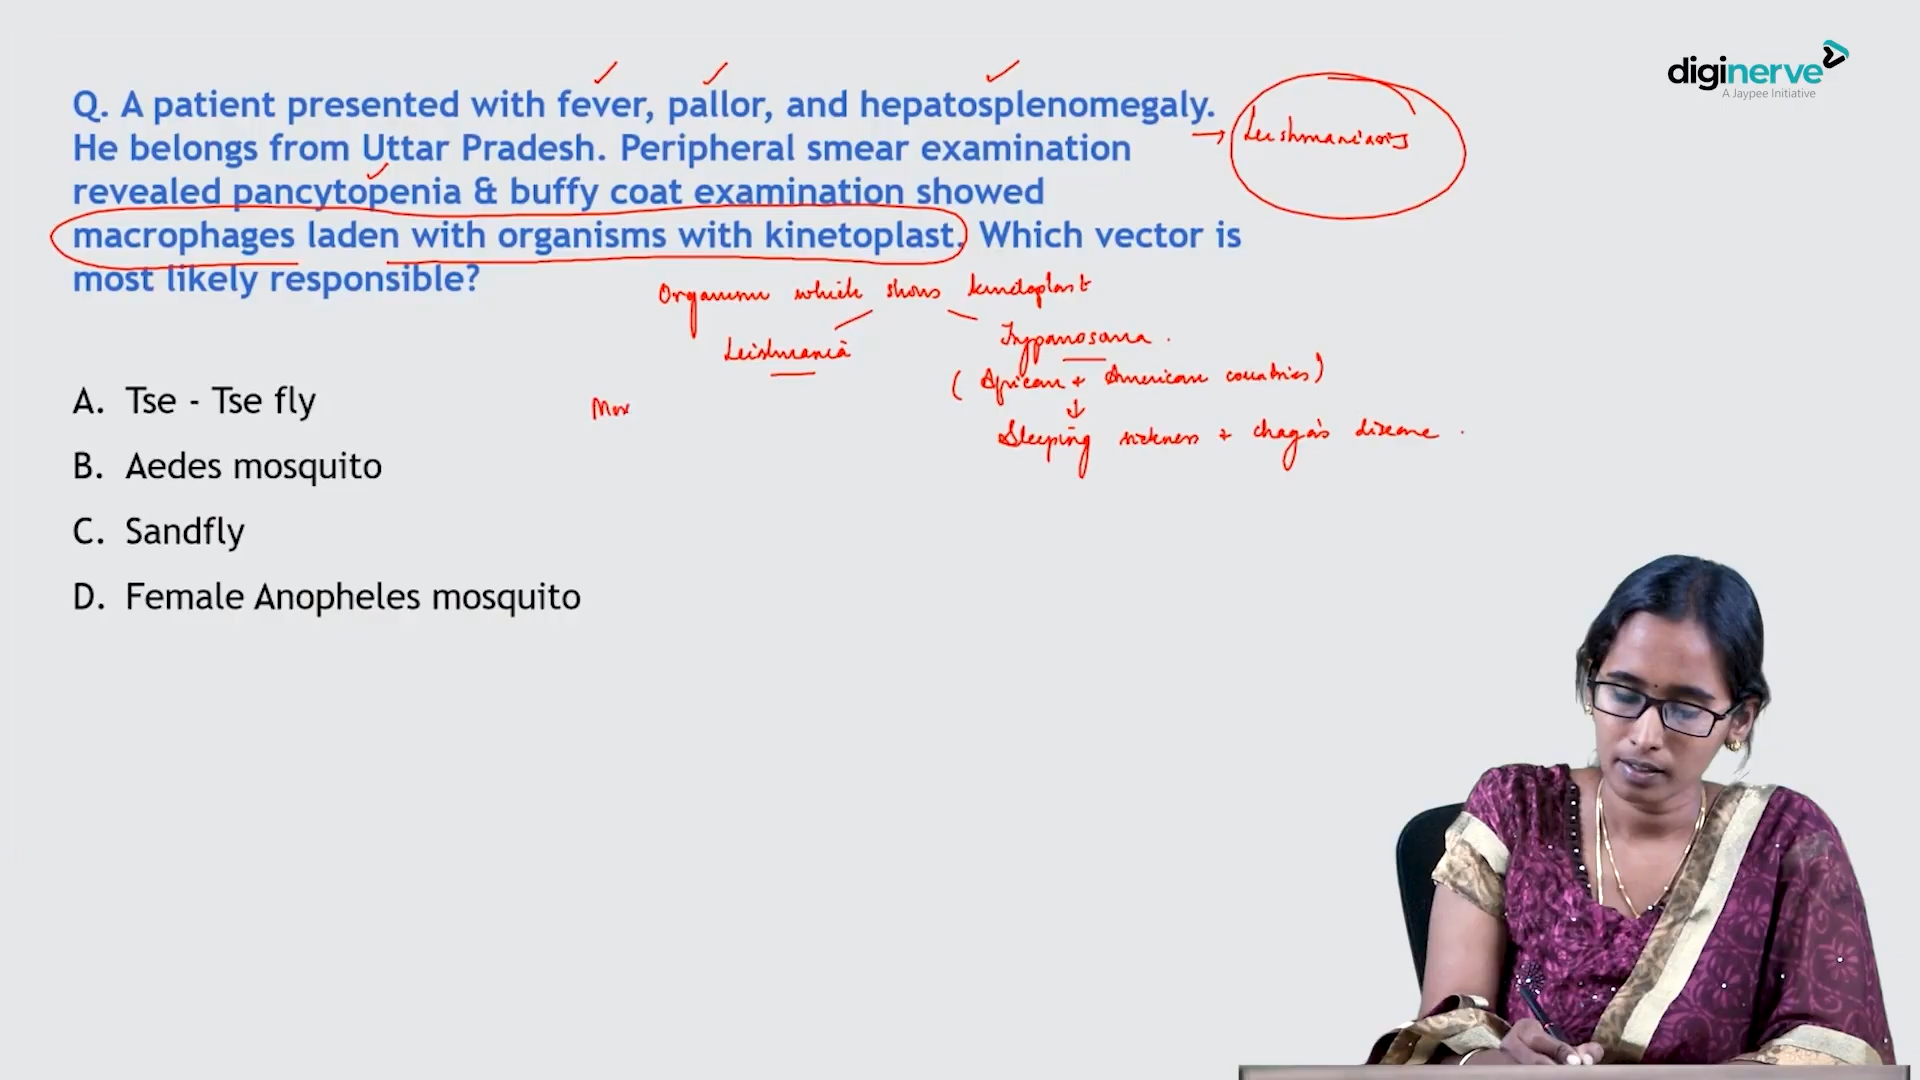 diginerve
A Jaypee Initiative
Q. A patient presented with fever, pallor, and hepatosplenomegaly.
He belongs from Uttar Pradesh. Peripheral smear examination
revealed pancytopenia & buffy coat examination showed
macrophages laden with organisms with kinetoplast. Which vector is
most likely responsible?
→ Leishmaniasis
Organism which shows kinetoplast
Leishmania
Trypanosoma.
(African + American countries)
↓
Sleeping sickness + chaga's disease.
A. Tse - Tse fly
B. Aedes mosquito
C. Sandfly
D. Female Anopheles mosquito